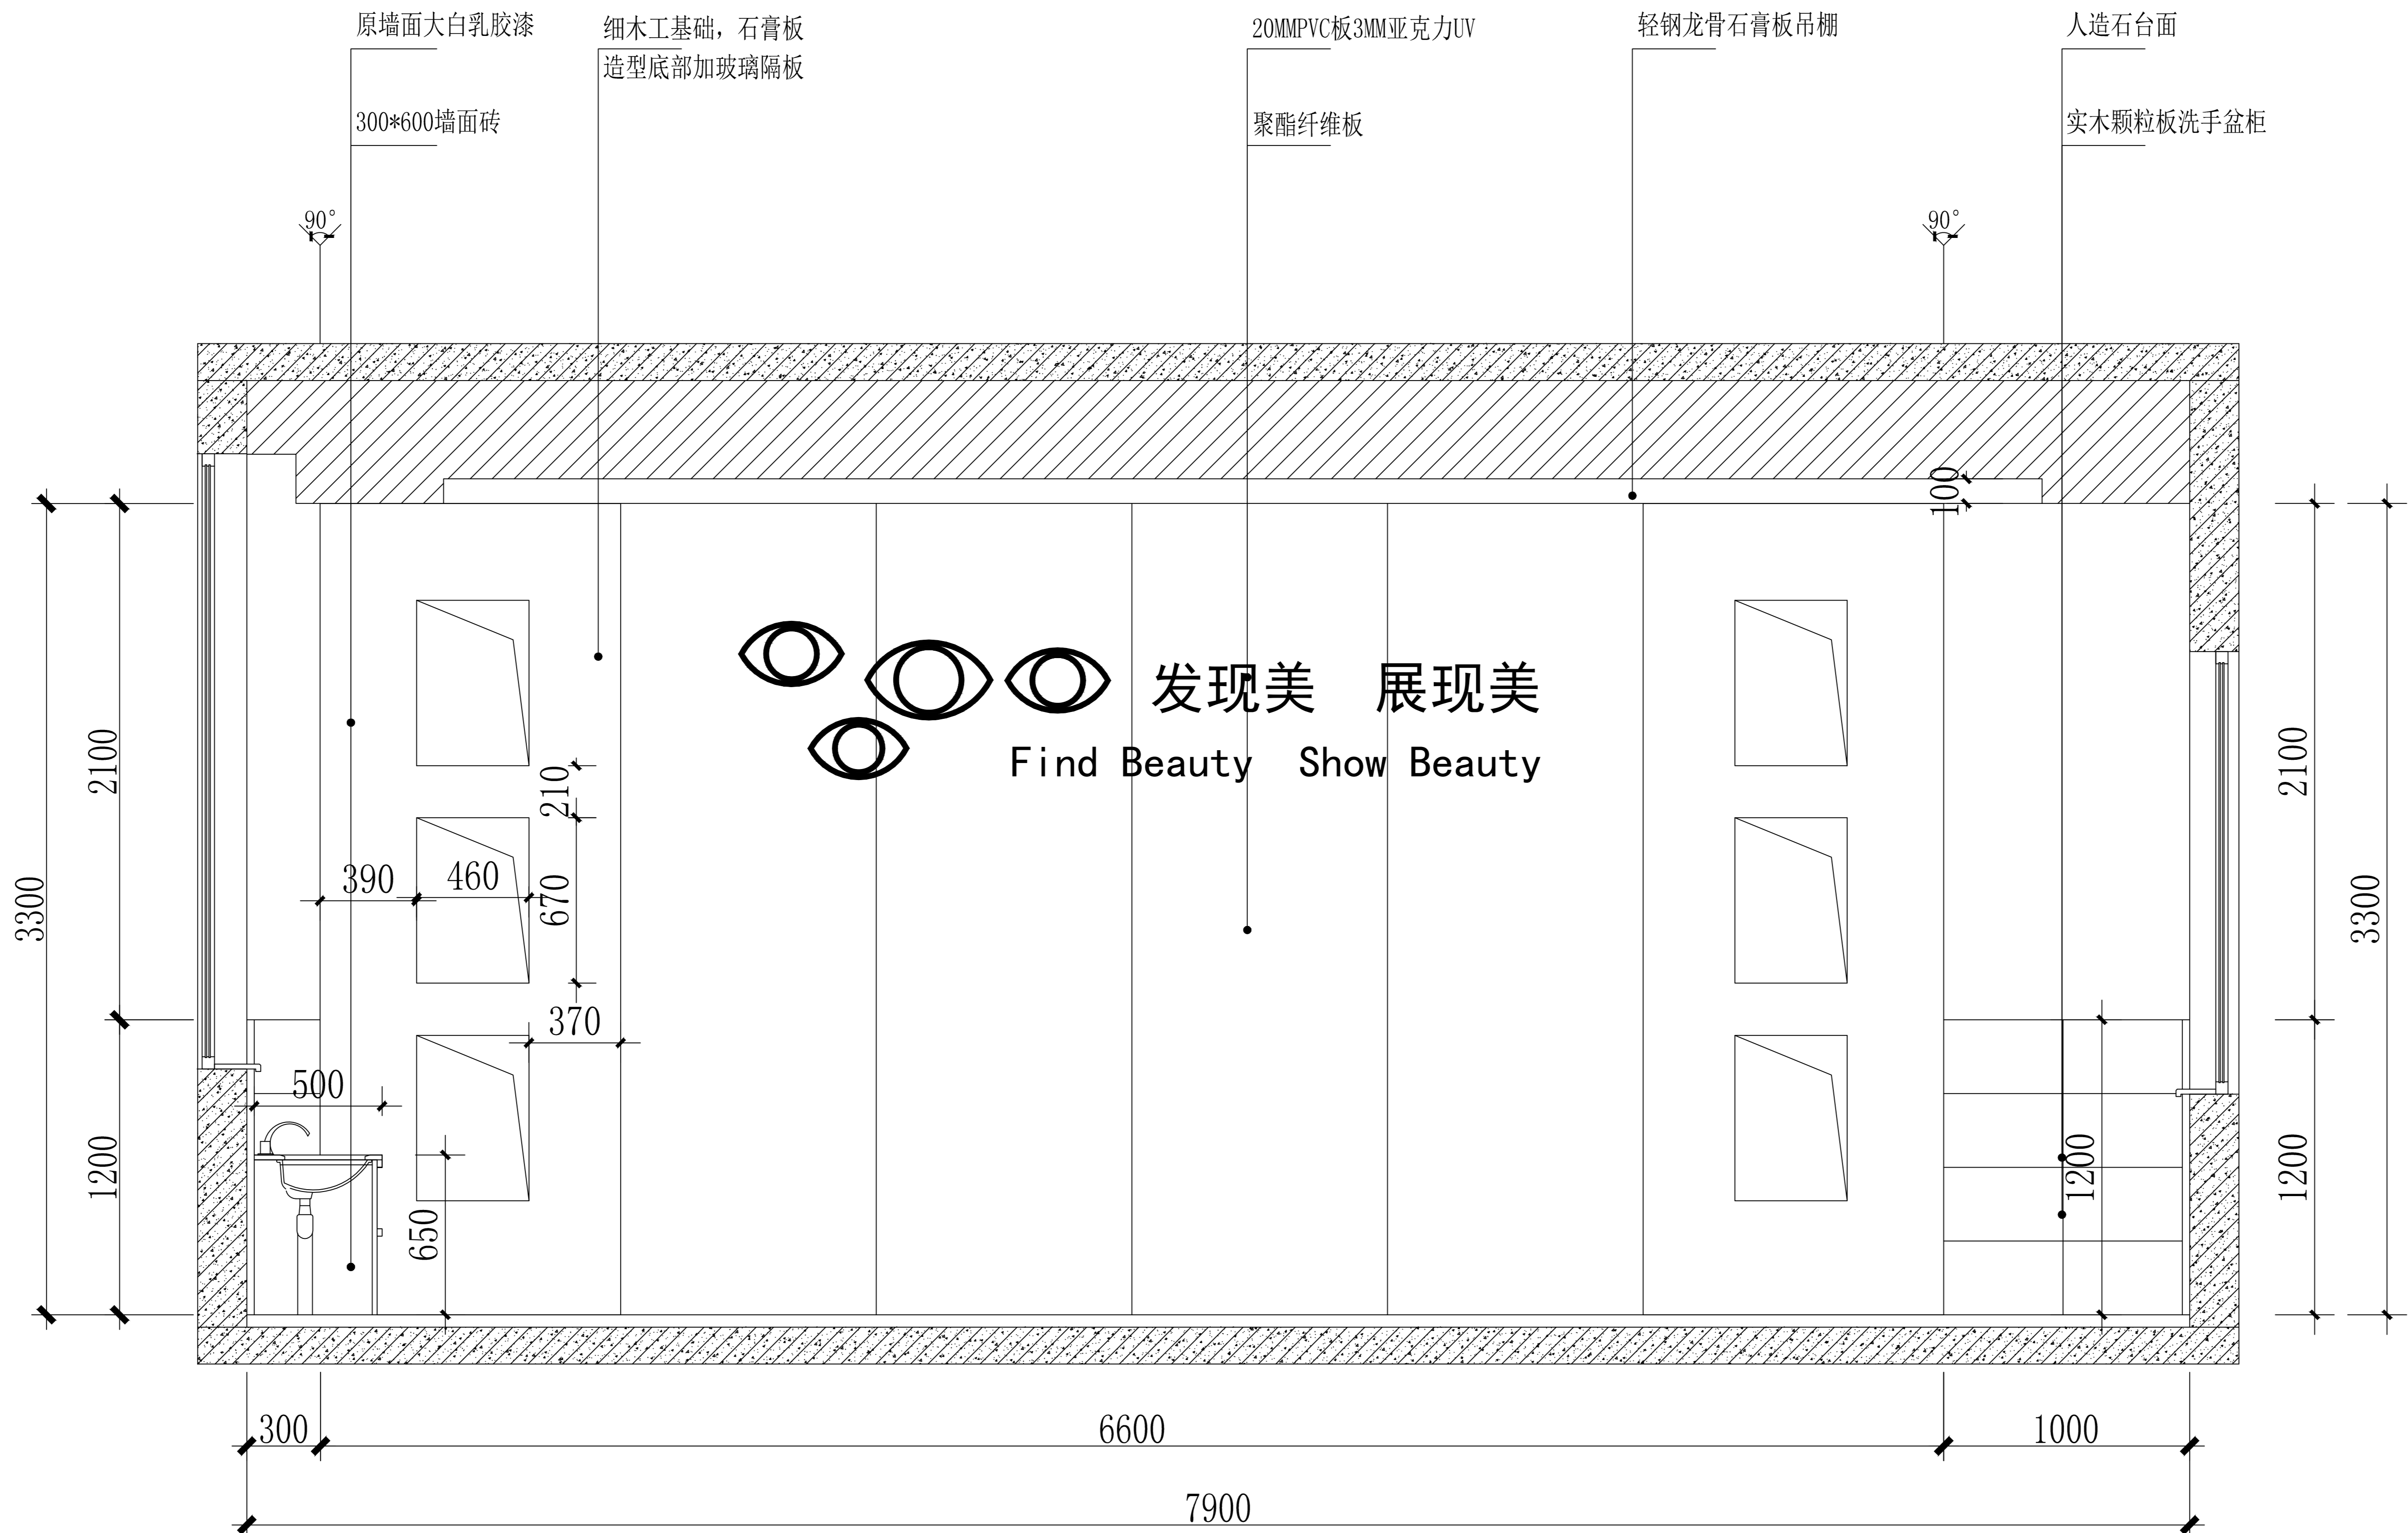 原墙面大白乳胶漆
300*600墙面砖
细木工基础，石膏板
造型底部加玻璃隔板
20MMPVC板3MM亚克力UV
聚酯纤维板
轻钢龙骨石膏板吊棚
人造石台面
实木颗粒板洗手盆柜
90°
90°
100
发现美　展现美
Find Beauty  Show Beauty
3300
2100
1200
210
390
460
670
370
500
650
1200
2100
1200
3300
300
6600
1000
7900